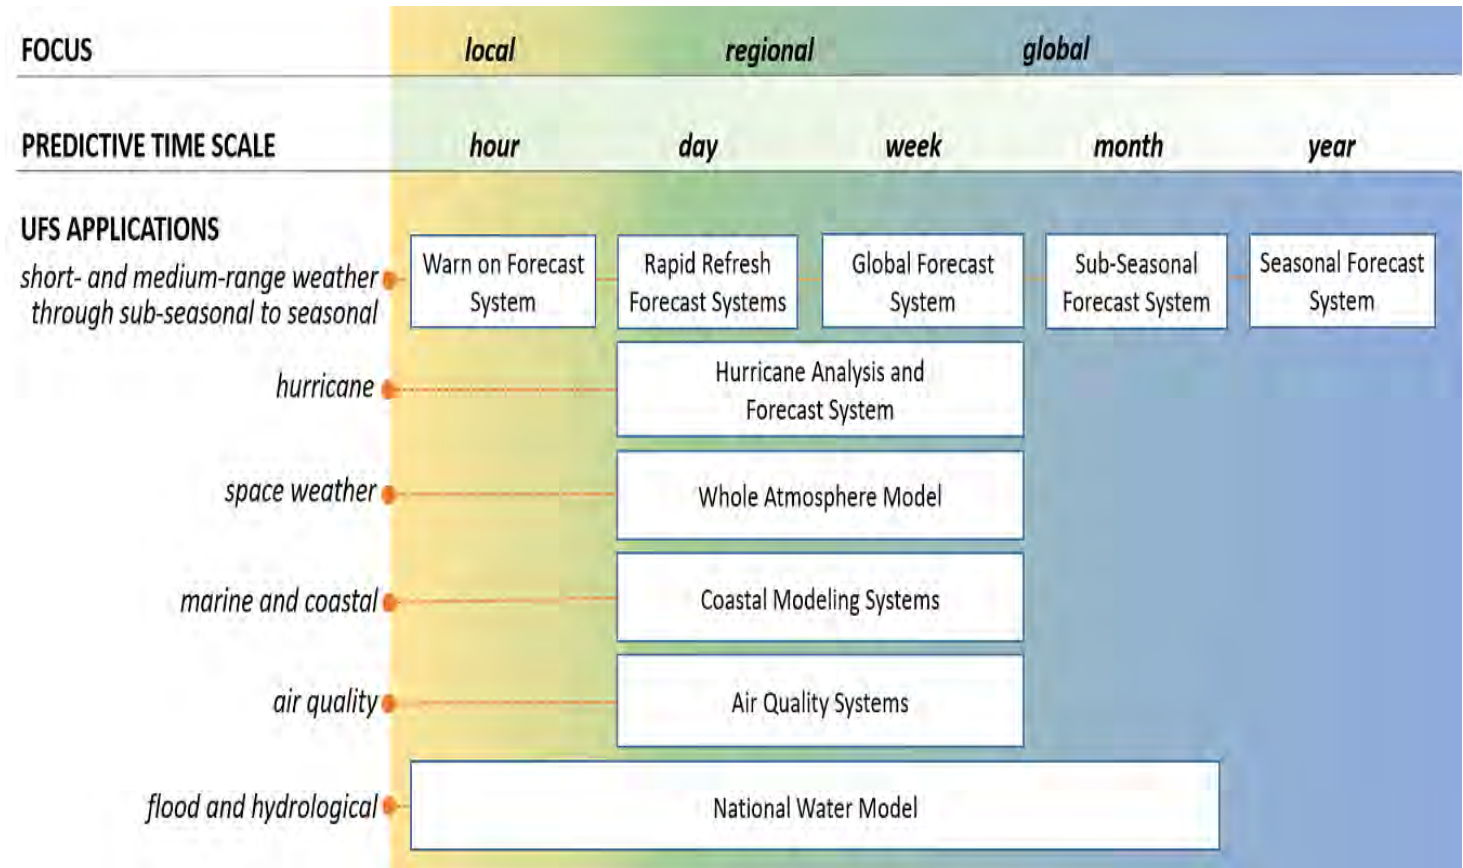 FOCUS local regional global
PREDICTIVE TIME SCALE hour day week month year
UFS APPLICATIONS
short- and medium-range weather
through sub-seasonal to seasonal
Warn on Forecast
System
Rapid Refresh
Forecast Systems
Global Forecast
System
Sub-Seasonal
Forecast System
Seasonal Forecast
System
hurricane
Hurricane Analysis and
Forecast System
space weather
Whole Atmosphere Model
marine and coastal
Coastal Modeling Systems
air quality
Air Quality Systems
flood and hydrological
National Water Model